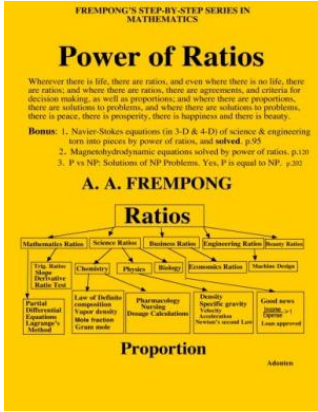 FREMPONG'S STEP-BY-STEP SERIES IN
MATHEMATICS
Power of Ratios
Wherever there is life, there are ratios, and even where there is no life, there
are ratios; and where there are ratios, there are agreements, and criteria for
decision making, as well as proportions; and where there are proportions,
there are solutions to problems, and where there are solutions to problems,
there is peace, there is prosperity, there is happiness and there is beauty.
Bonus: 1. Navier-Stokes equations (in 3-D & 4-D) of science & engineering
torn into pieces by power of ratios, and solved. p.95
2. Magnetohydrodynamic equations solved by power of ratios. p.120
3. P vs NP: Solutions of NP Problems. Yes, P is equal to NP. p.202
A. A. FREMPONG
Ratios
Mathematics Ratios
Science Ratios
Business Ratios
Engineering Ratios
Beauty Ratios
Trig. Ratios
Slope
Derivative
Ratio Test
Chemistry
Physics
Biology
Economics Ratios
Machine Design
Partial
Differential
Equations
Lagrange's
Method
Law of Definite
composition
Vapor density
Mole fraction
Gram mole
Pharmacology
Nursing
Dosage Calculations
Density
Specific gravity
Velocity
Acceleration
Newton's second Law
Good news
Income >1
Expense
Loan approved
Proportion
Adonten